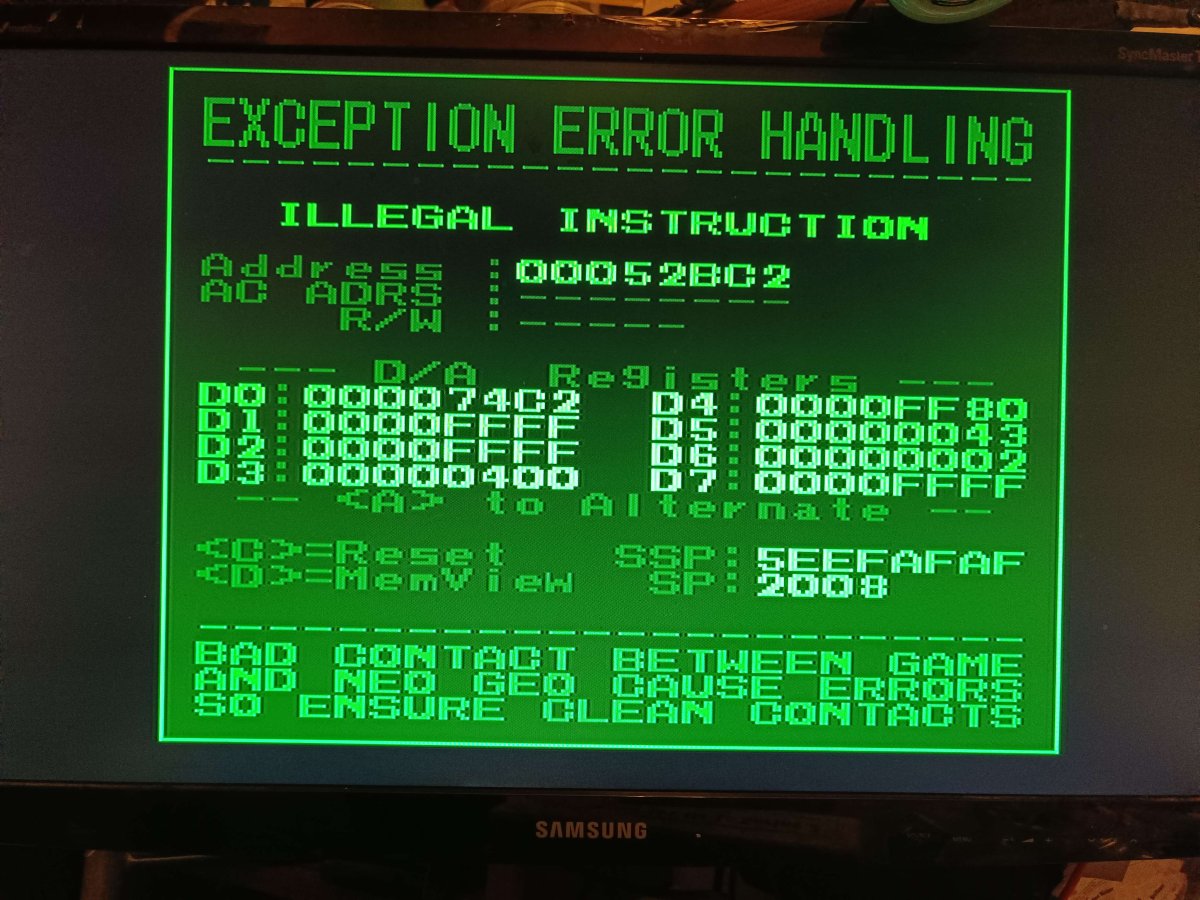 SyncMaster
EXCEPTION ERROR HANDLING
--------------------------
ILLEGAL INSTRUCTION
Address :00052BC2
AC ADRS :--------
R/W :-----
--- D/A Registers ---
D0:000074C2 D4:0000FF80
D1:0000FFFF D5:00000043
D2:0000FFFF D6:00000002
D3:00000400 D7:0000FFFF
-- <A> to Alternate --
<C>=Reset SSP:5EEFAFAF
<D>=MemView SP:2008
--------------------------
BAD CONTACT BETWEEN GAME
AND NEO GEO CAUSE ERRORS
SO ENSURE CLEAN CONTACTS
SAMSUNG